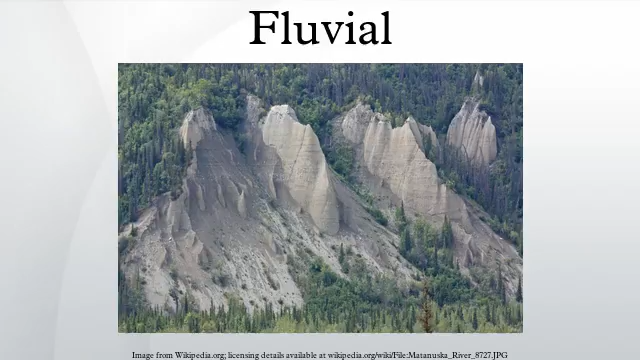 Fluvial
Image from Wikipedia.org; licensing details available at wikipedia.org/wiki/File:Matanuska_River_8727.JPG